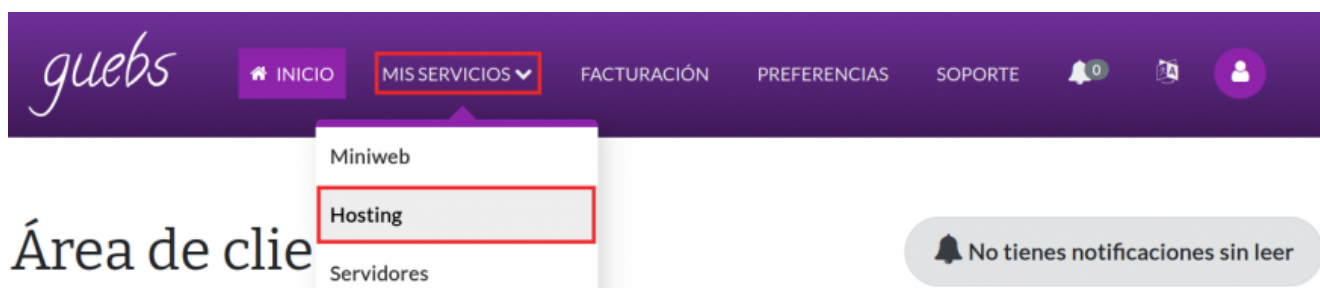 guebs
INICIO
MIS SERVICIOS
FACTURACIÓN
PREFERENCIAS
SOPORTE
0
Miniweb
Hosting
Servidores
Área de clie
No tienes notificaciones sin leer